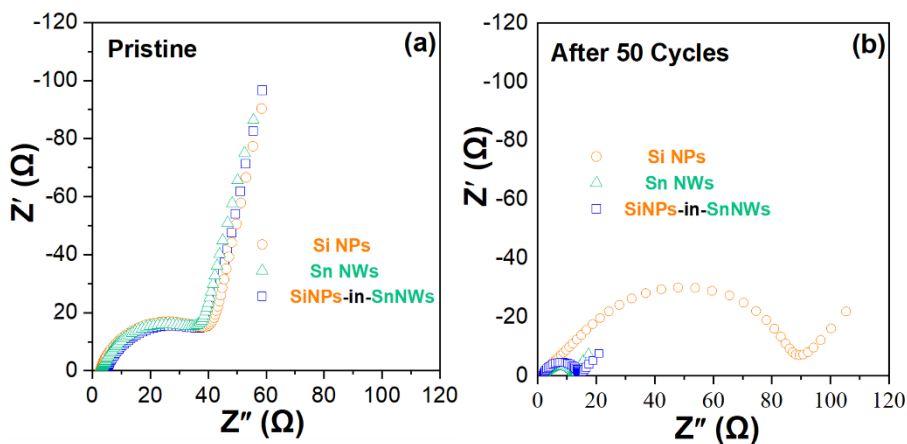 -120
-100
-80
-60
-40
20
0
Z′ (Ω)
Pristine
(a)
Si NPs
Sn NWs
SiNPs-in-SnNWs
0 20 40 60 80 100 120
Z″ (Ω)
-120
-100
-80
-60
-40
-20
0
Z′ (Ω)
After 50 Cycles
(b)
Si NPs
Sn NWs
SiNPs-in-SnNWs
0 20 40 60 80 100 120
Z″ (Ω)